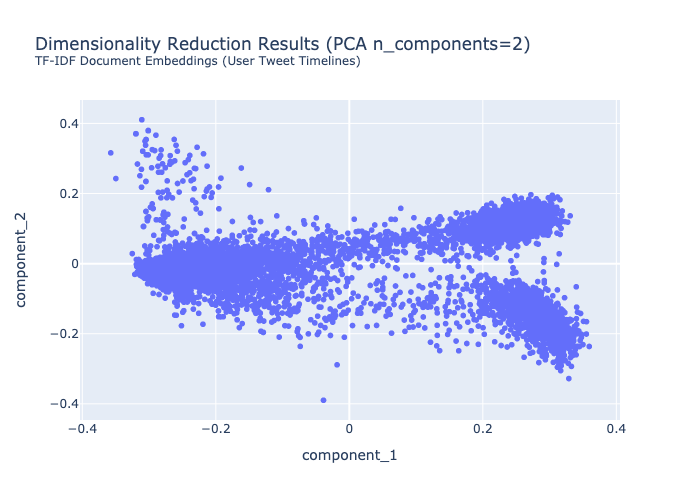 Dimensionality Reduction Results (PCA n_components=2)
TF-IDF Document Embeddings (User Tweet Timelines)
component_2
0.4
0.2
0
−0.2
−0.4
−0.4
−0.2
0
0.2
0.4
component_1